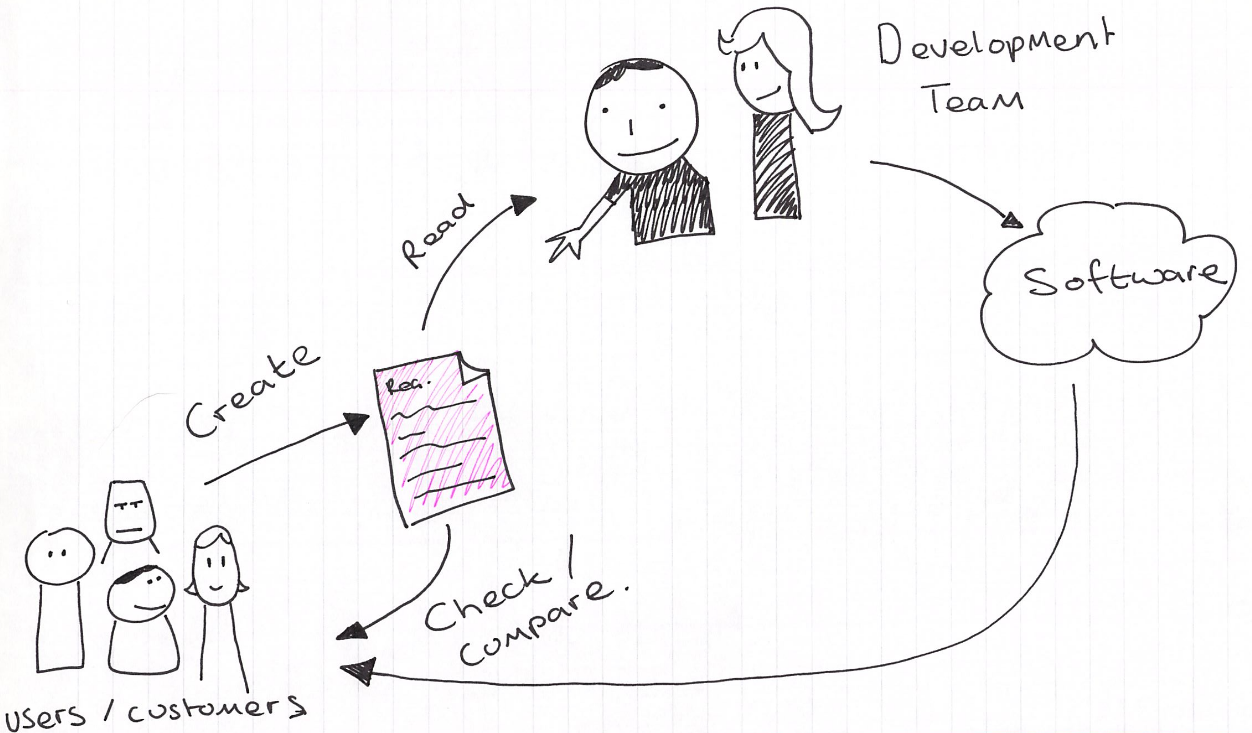 Development
Team
Read
Software
Create
Req.
Check /
compare.
users / customers